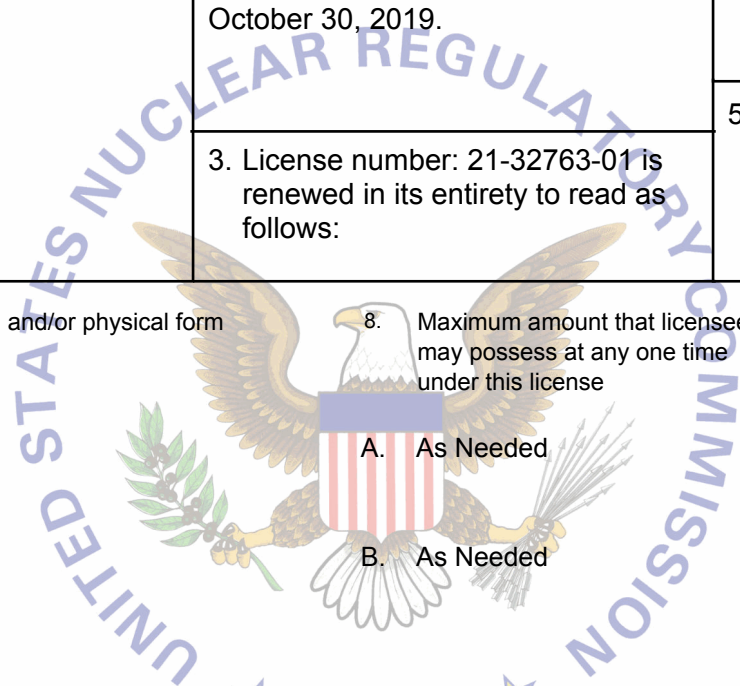 October 30, 2019.
5
3. License number: 21-32763-01 is
renewed in its entirety to read as
follows:
and/or physical form
8. Maximum amount that licensee
may possess at any one time
under this license
A. As Needed
B. As Needed
UNITED STATES NUCLEAR REGULATORY COMMISSION